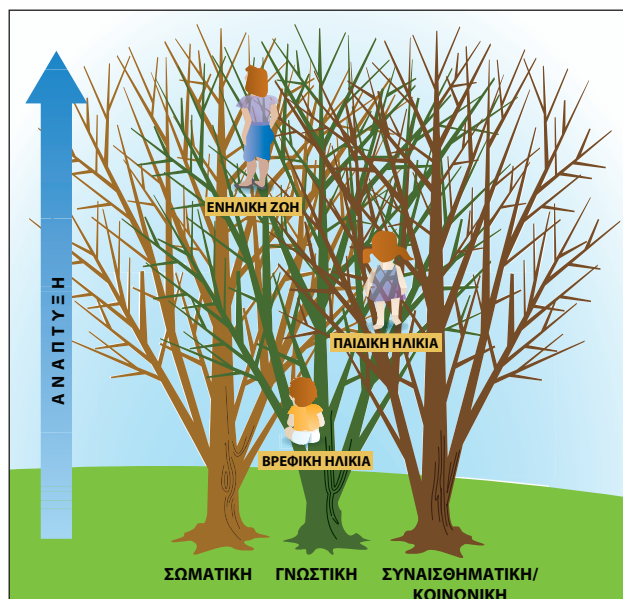 ΕΝΗΛΙΚΗ ΖΩΗ
ΠΑΙΔΙΚΗ ΗΛΙΚΙΑ
ΒΡΕΦΙΚΗ ΗΛΙΚΙΑ
ΑΝΑΠΤΥΞΗ
ΣΩΜΑΤΙΚΗ ΓΝΩΣΤΙΚΗ ΣΥΝΑΙΣΘΗΜΑΤΙΚΗ/
ΚΟΙΝΩΝΙΚΗ